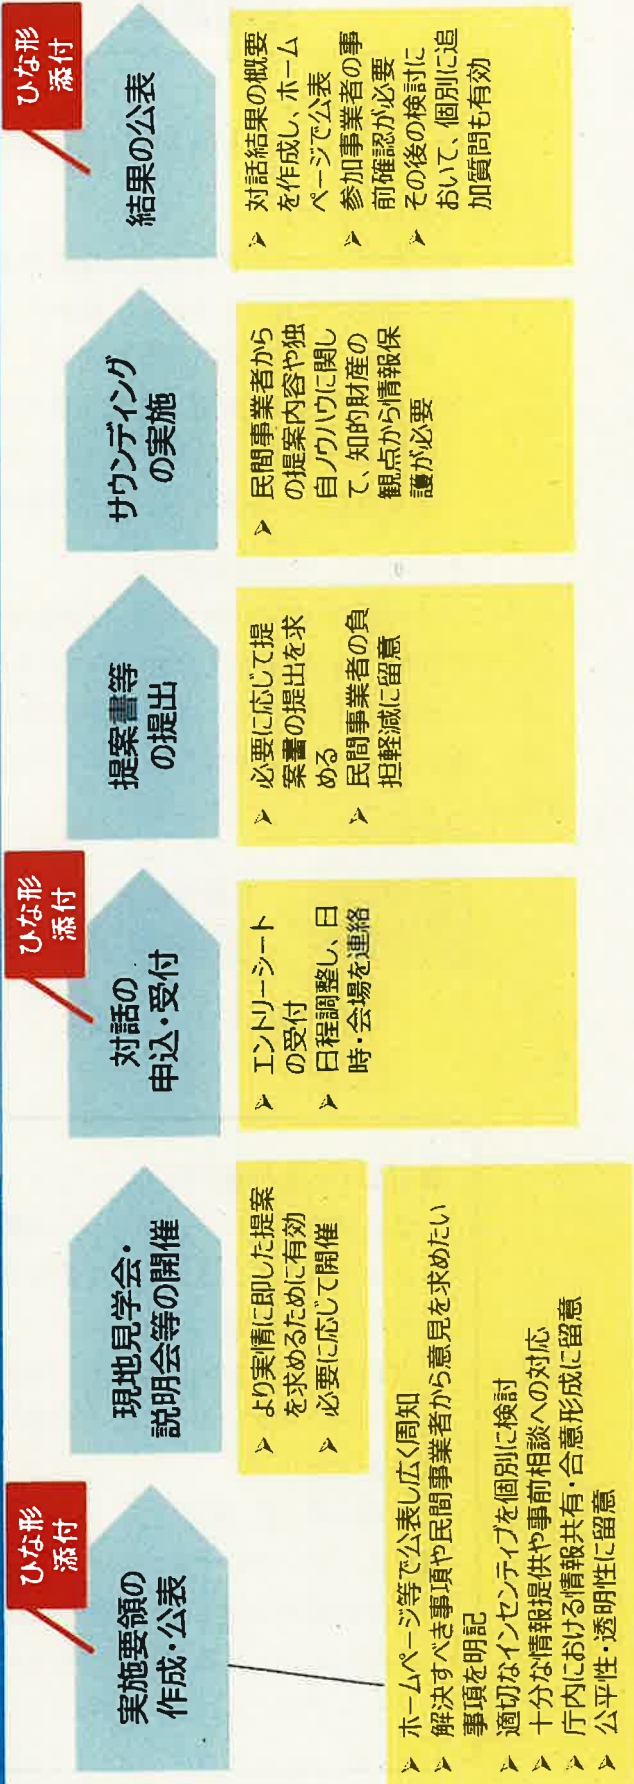 ひな形
添付
実施要領の
作成・公表
➢ ホームページ等で公表し広く周知
➢ 解決すべき事項や民間事業者から意見を求めたい
事項を明記
➢ 適切なインセンティブを個別に検討
➢ 十分な情報提供や事前相談への対応
➢ 庁内における情報共有・合意形成に留意
➢ 公平性・透明性に留意
現地見学会・
説明会等の開催
➢ より実情に即した提案
を求めるために有効
➢ 必要に応じて開催
ひな形
添付
対話の
申込・受付
➢ エントリーシート
の受付
➢ 日程調整し、日
時・会場を連絡
提案書等
の提出
➢ 必要に応じて提
案書の提出を求
める
➢ 民間事業者の負
担軽減に留意
サウンディング
の実施
➢ 民間事業者から
の提案内容や独
自ノウハウに関し
て、知的財産の
観点から情報保
護が必要
ひな形
添付
結果の公表
➢ 対話結果の概要
を作成し、ホーム
ページで公表
➢ 参加事業者の事
前確認が必要
➢ その後の検討に
おいて、個別に追
加質問も有効